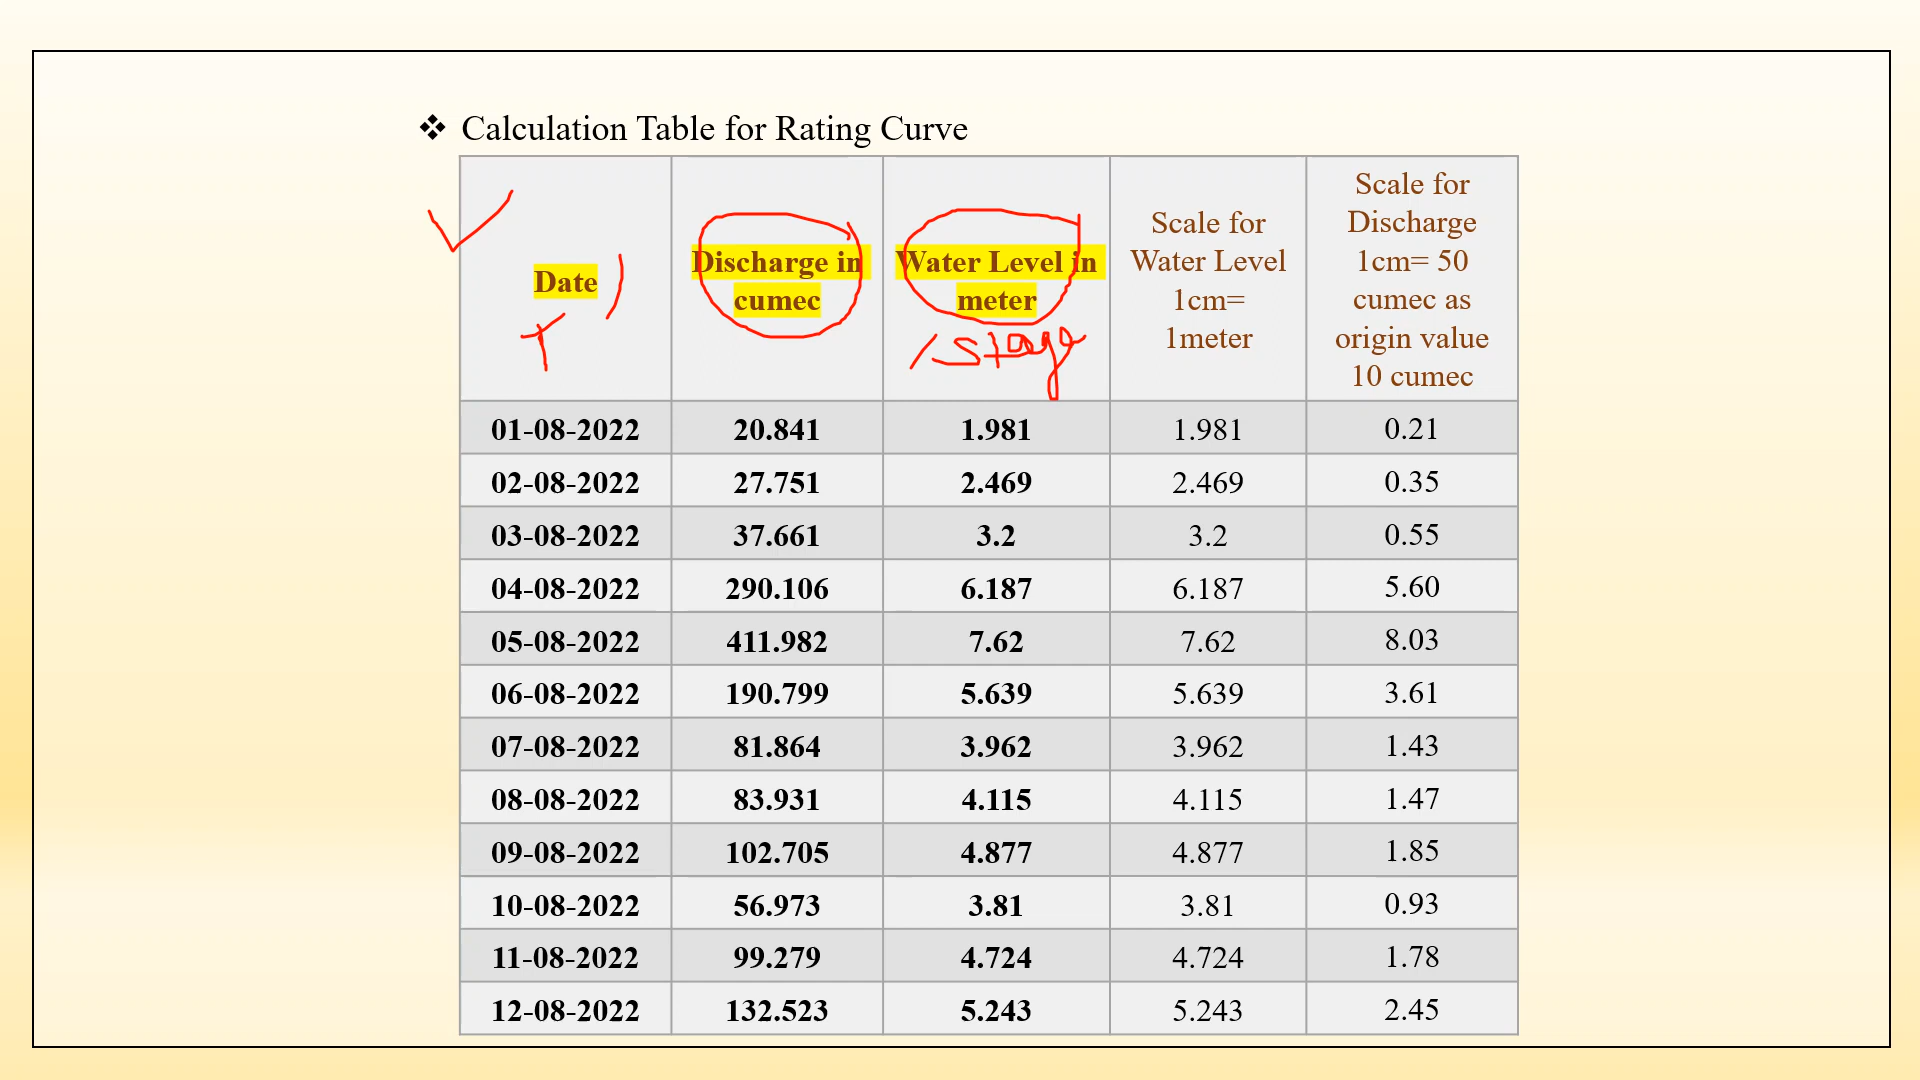 ❖ Calculation Table for Rating Curve
Date
Discharge in
cumec
Water Level in
meter
/ Stage
Scale for
Water Level
1cm=
1meter
Scale for
Discharge
1cm= 50
cumec as
origin value
10 cumec
T
01-08-2022 20.841 1.981 1.981 0.21
02-08-2022 27.751 2.469 2.469 0.35
03-08-2022 37.661 3.2 3.2 0.55
04-08-2022 290.106 6.187 6.187 5.60
05-08-2022 411.982 7.62 7.62 8.03
06-08-2022 190.799 5.639 5.639 3.61
07-08-2022 81.864 3.962 3.962 1.43
08-08-2022 83.931 4.115 4.115 1.47
09-08-2022 102.705 4.877 4.877 1.85
10-08-2022 56.973 3.81 3.81 0.93
11-08-2022 99.279 4.724 4.724 1.78
12-08-2022 132.523 5.243 5.243 2.45